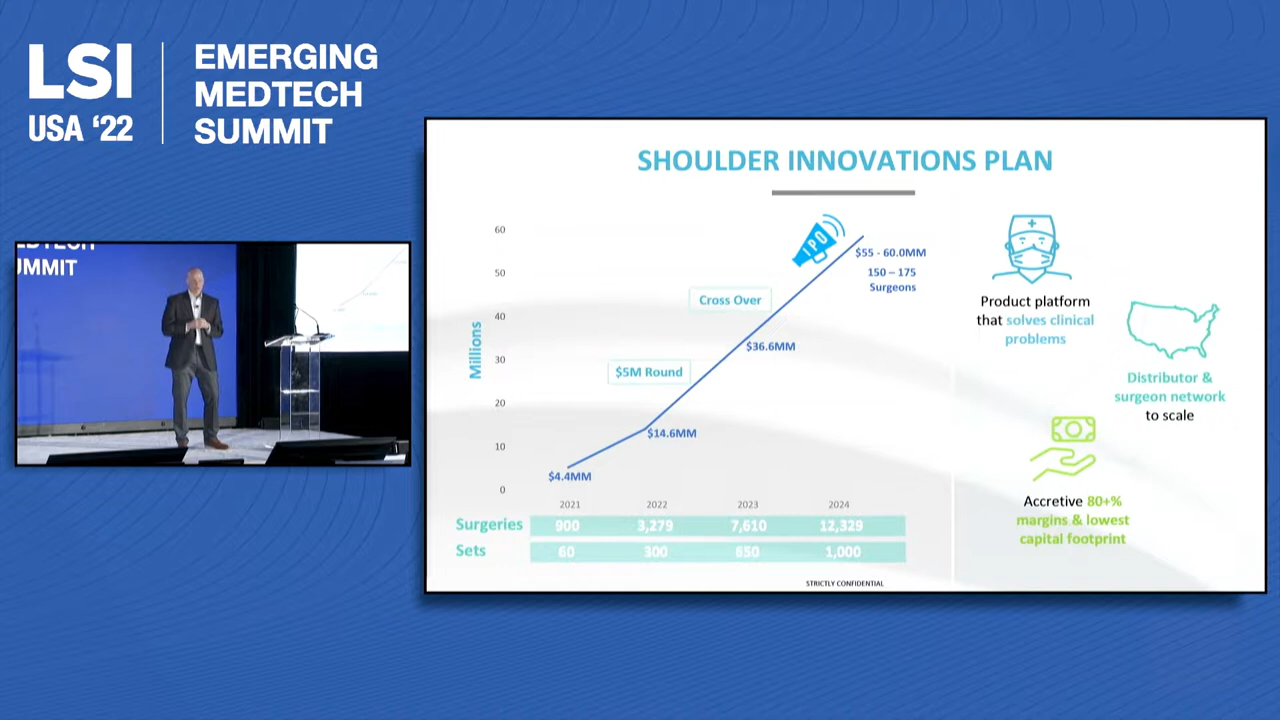 LSI
USA ‘22
EMERGING
MEDTECH
SUMMIT
MEDTECH
UMMIT
SHOULDER INNOVATIONS PLAN
Millions
60
50
40
30
20
10
0
IPO
$55 - 60.0MM
150 – 175
Surgeons
Cross Over
$36.6MM
$5M Round
$14.6MM
$4.4MM
2021 2022 2023 2024
Surgeries 900 3,279 7,610 12,329
Sets 60 300 650 1,000
STRICTLY CONFIDENTIAL
Product platform
that solves clinical
problems
Distributor &
surgeon network
to scale
Accretive 80+%
margins & lowest
capital footprint